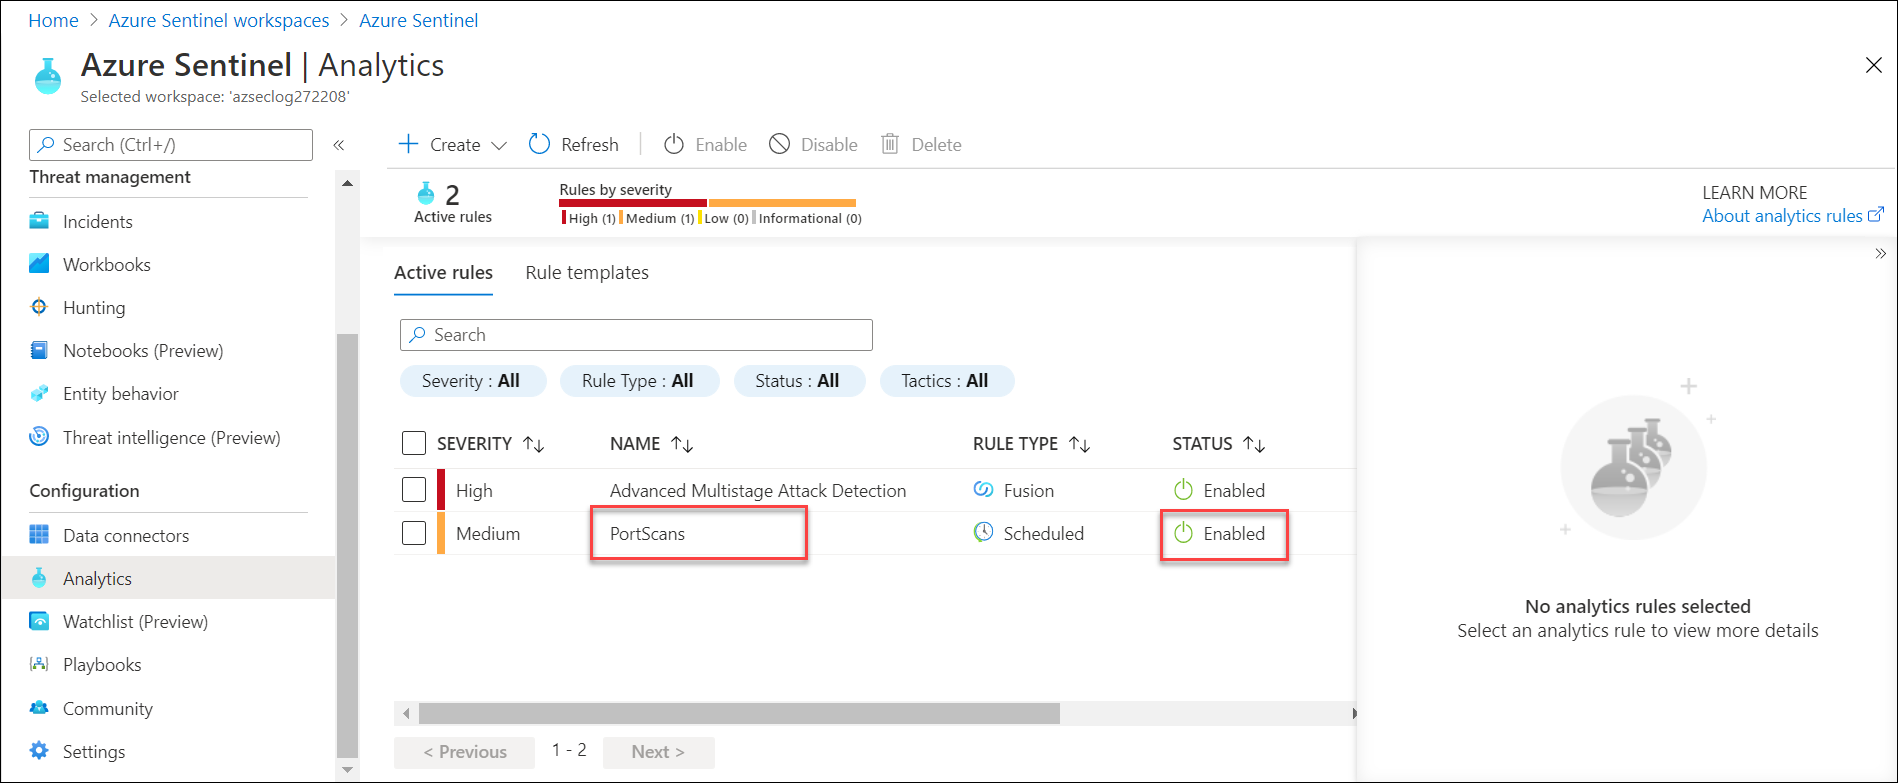 Home > Azure Sentinel workspaces > Azure Sentinel
Azure Sentinel | Analytics
Selected workspace: 'azseclog272208'
Search (Ctrl+/)
«
Threat management
Incidents
Workbooks
Hunting
Notebooks (Preview)
Entity behavior
Threat intelligence (Preview)
Configuration
Data connectors
Analytics
Watchlist (Preview)
Playbooks
Community
Settings
Create Refresh Enable Disable Delete
2
Active rules
Rules by severity
High (1) Medium (1) Low (0) Informational (0)
LEARN MORE
About analytics rules
Active rules Rule templates
Search
Severity : All Rule Type : All Status : All Tactics : All
SEVERITY NAME RULE TYPE STATUS
High Advanced Multistage Attack Detection Fusion Enabled
Medium PortScans Scheduled Enabled
< Previous 1 - 2 Next >
»
No analytics rules selected
Select an analytics rule to view more details